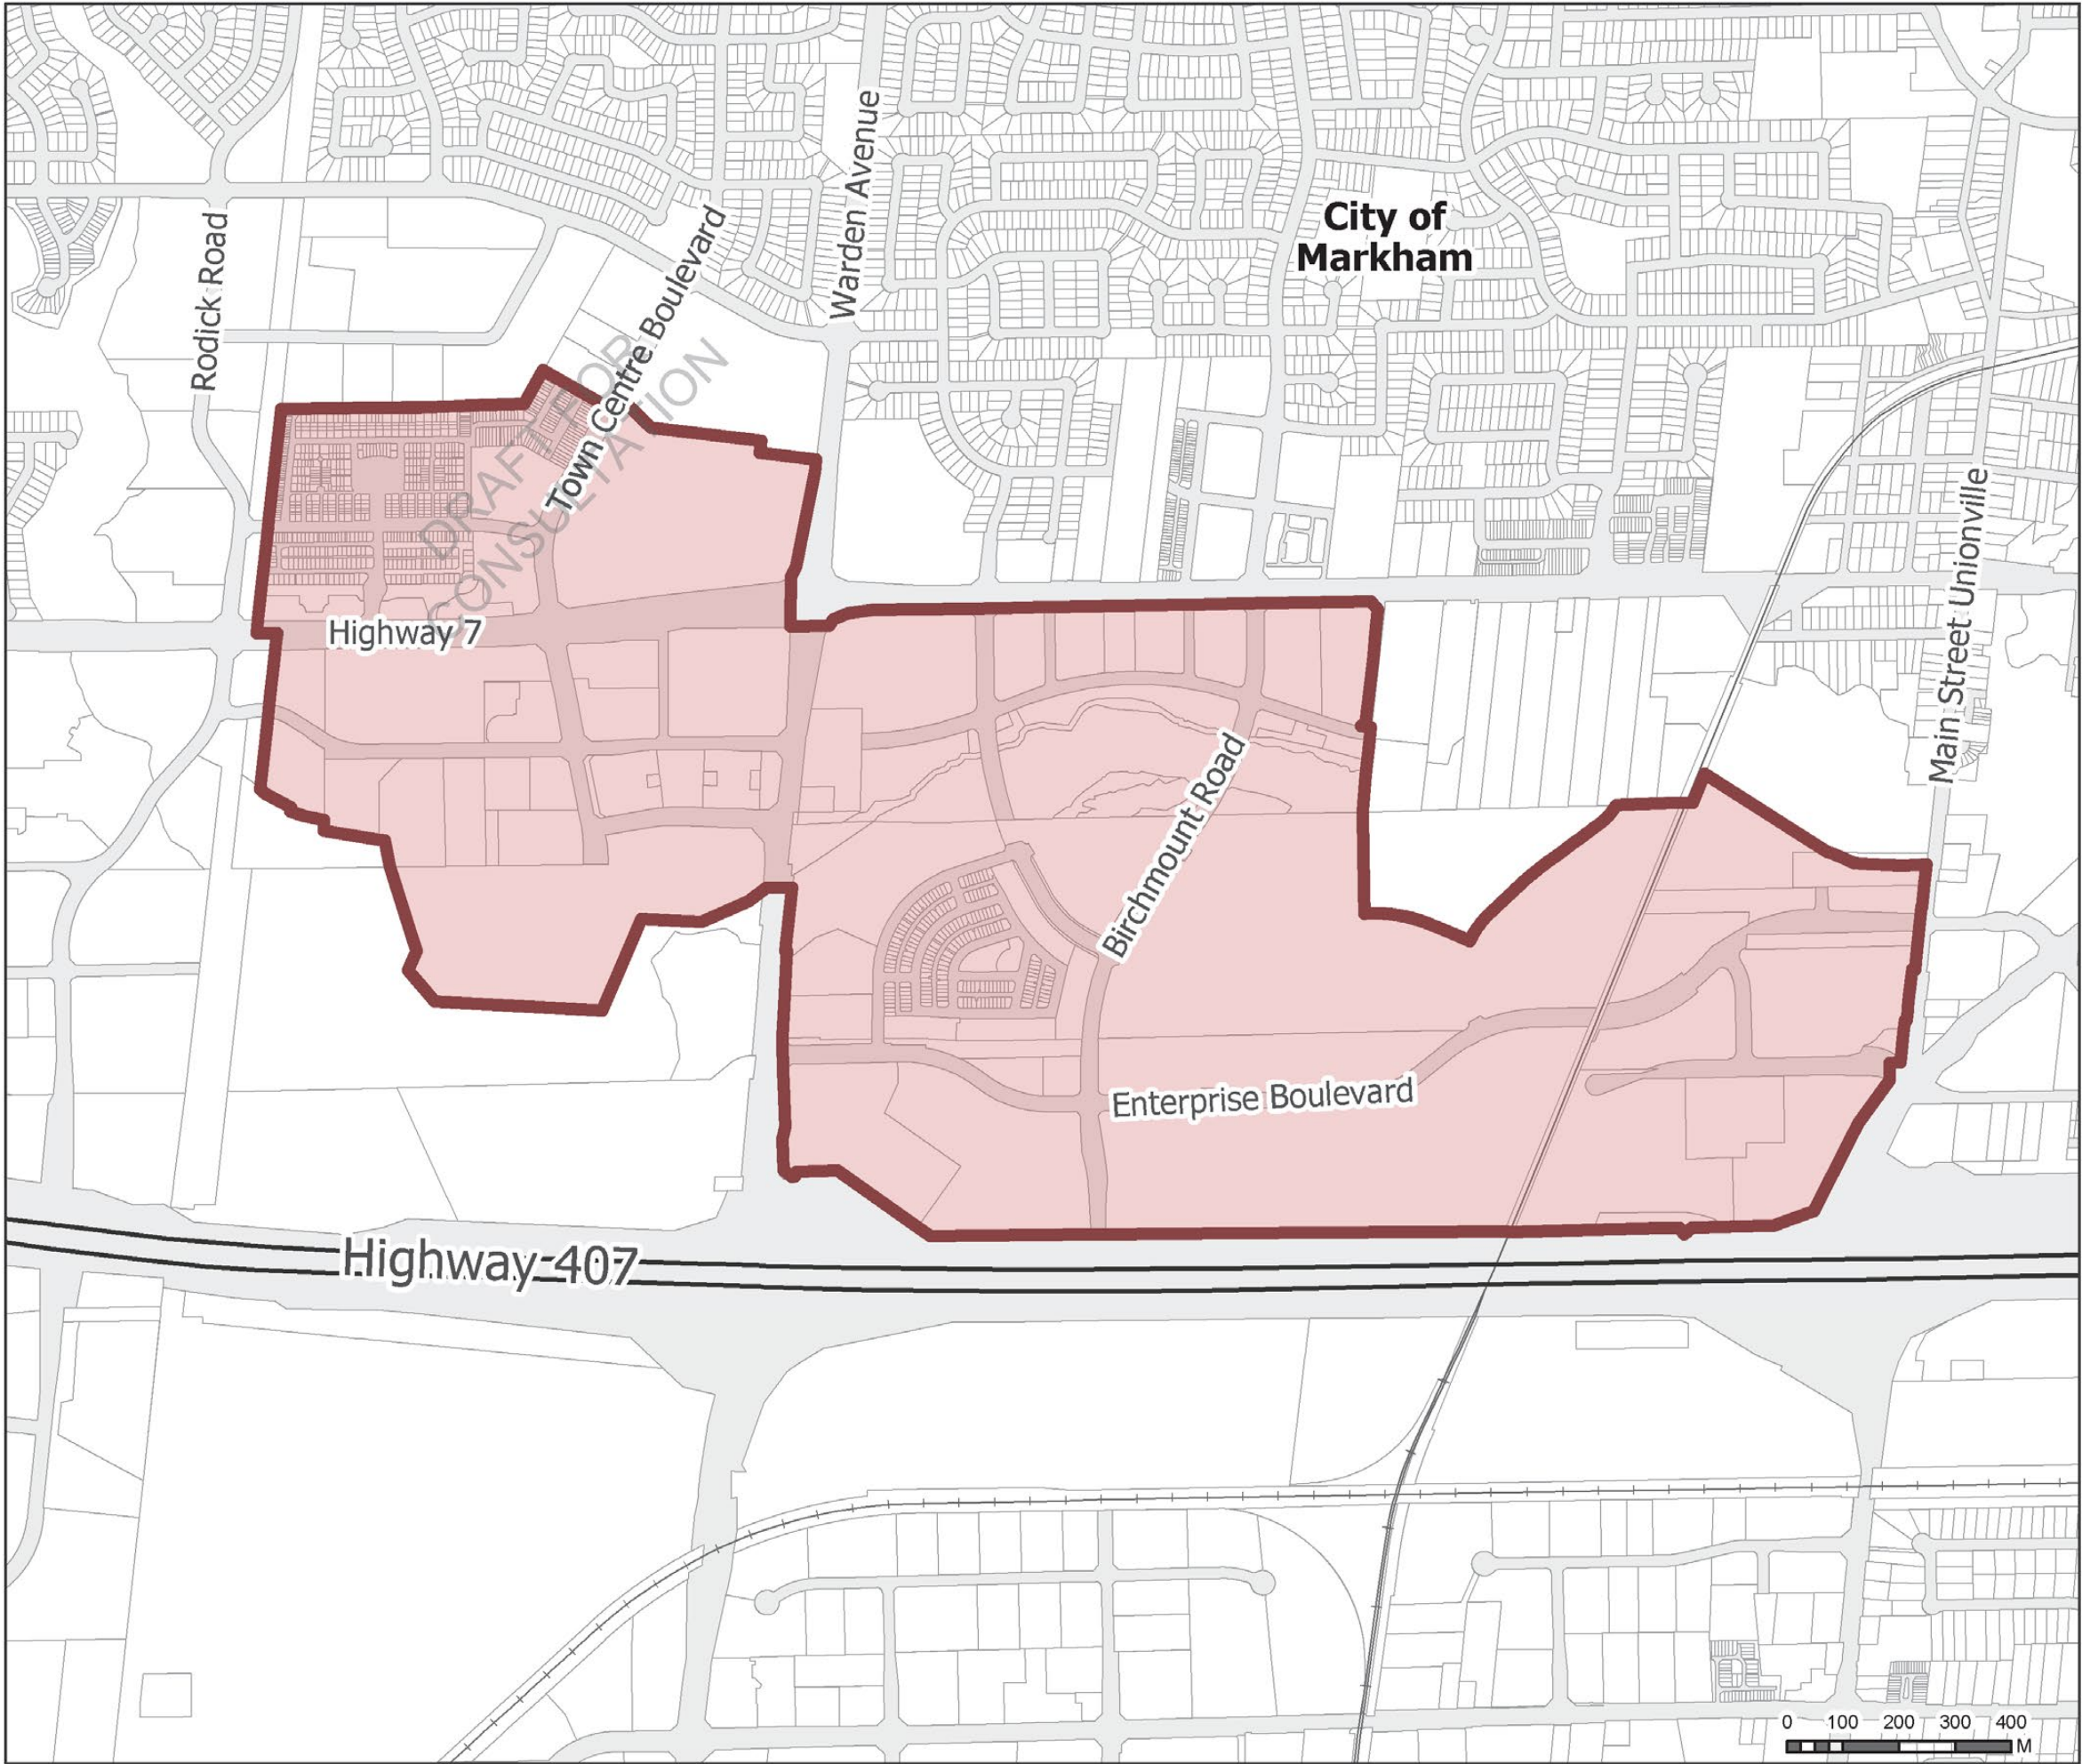 Warden Avenue
City of
Markham
Rodick Road
Town Centre Boulevard
DRAFT FOR
CONSULTATION
Highway 7
Main Street Unionville
Birchmount Road
Enterprise Boulevard
Highway 407
0 100 200 300 400
M